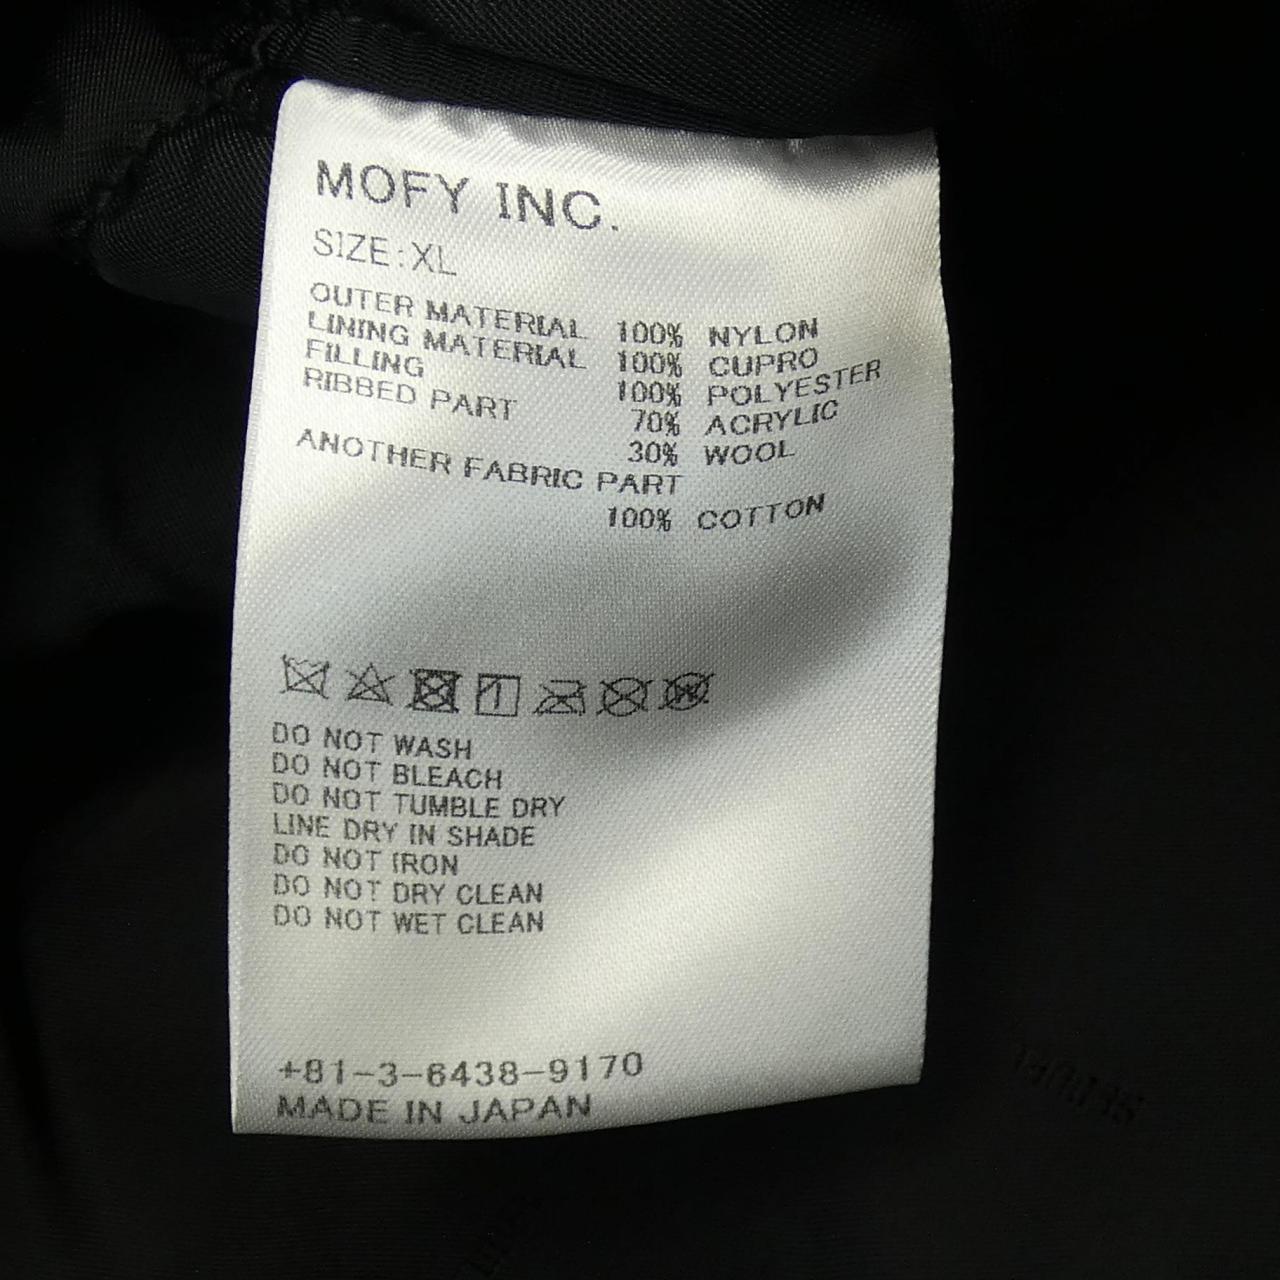 MOFY INC.
SIZE:XL
OUTER MATERIAL 100% NYLON
LINING MATERIAL 100% CUPRO
FILLING 100% POLYESTER
RIBBED PART 70% ACRYLIC
30% WOOL
ANOTHER FABRIC PART
100% COTTON
W
DO NOT WASH
DO NOT BLEACH
DO NOT TUMBLE DRY
LINE DRY IN SHADE
DO NOT IRON
DO NOT DRY CLEAN
DO NOT WET CLEAN
+81-3-6438-9170
MADE IN JAPAN